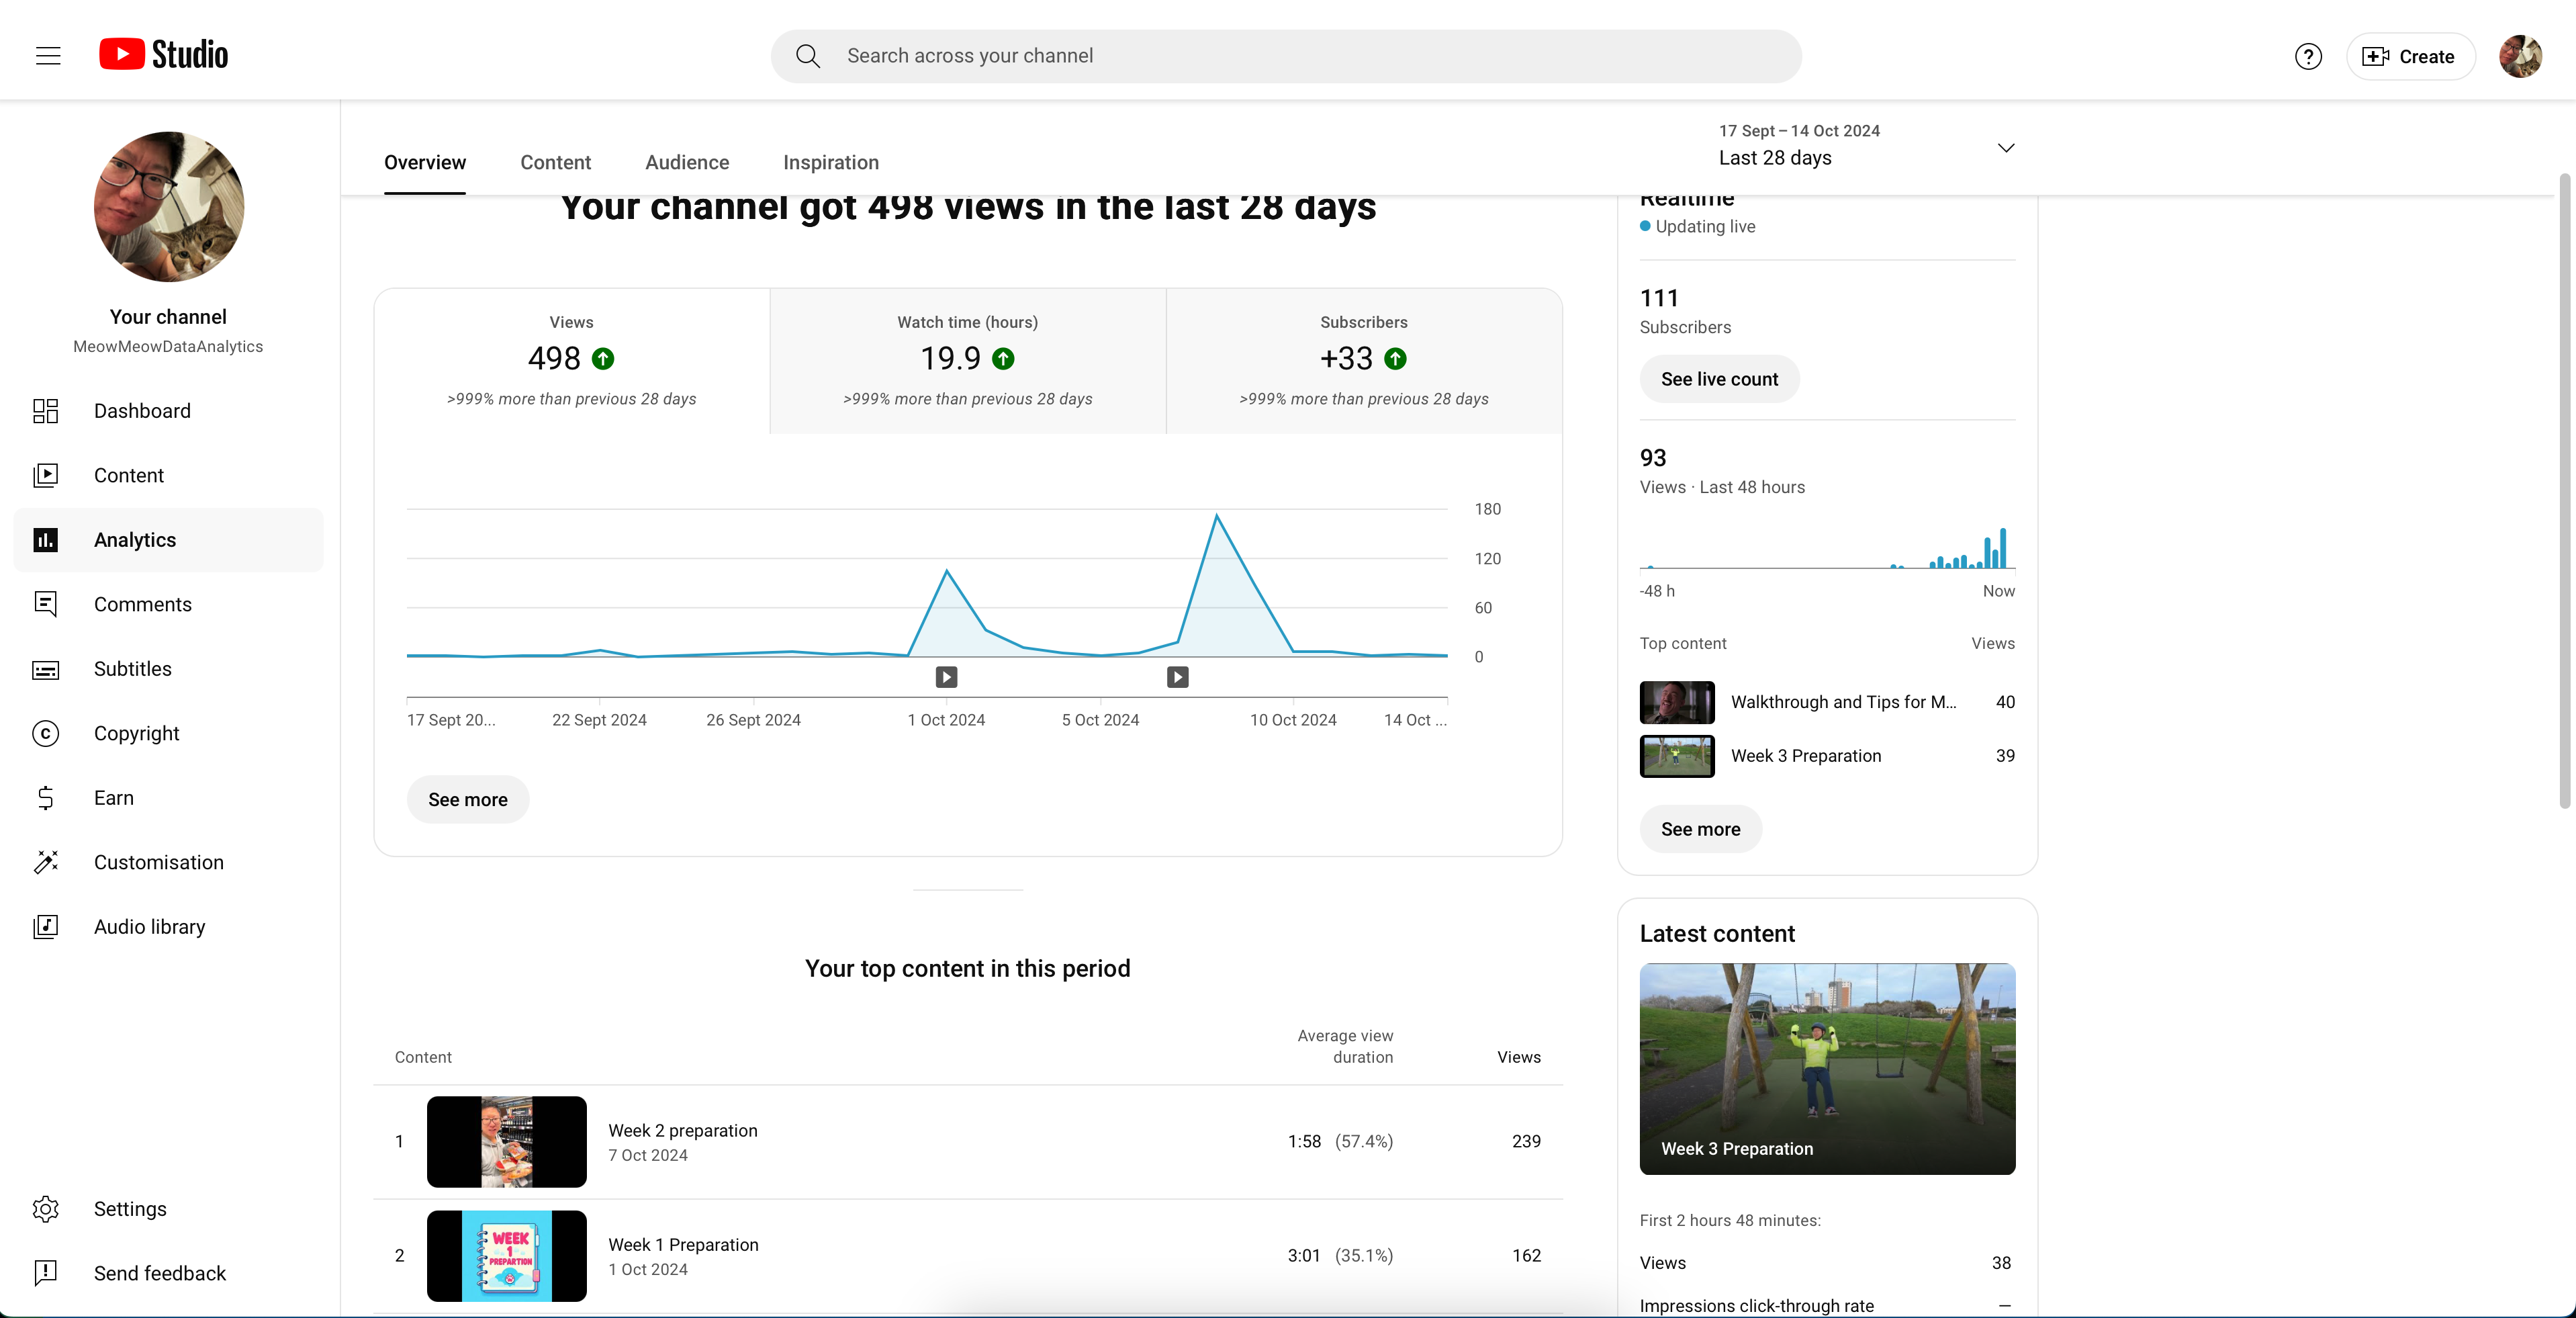 Studio
Search across your channel
Create
Your channel
MeowMeowDataAnalytics
Dashboard
Content
Analytics
Comments
Subtitles
Copyright
Earn
Customisation
Audio library
Settings
Send feedback
Overview
Content
Audience
Inspiration
17 Sept – 14 Oct 2024
Last 28 days
Your channel got 498 views in the last 28 days
Views
498
>999% more than previous 28 days
Watch time (hours)
19.9
>999% more than previous 28 days
Subscribers
+33
>999% more than previous 28 days
180
120
60
0
17 Sept 20...
22 Sept 2024
26 Sept 2024
1 Oct 2024
5 Oct 2024
10 Oct 2024
14 Oct ...
See more
Your top content in this period
Content
Average view
duration
Views
1
Week 2 preparation
7 Oct 2024
1:58 (57.4%)
239
2
WEEK
1
PREPARTION
Week 1 Preparation
1 Oct 2024
3:01 (35.1%)
162
Realtime
Updating live
111
Subscribers
See live count
93
Views · Last 48 hours
-48 h
Now
Top content
Views
Walkthrough and Tips for M...
40
Week 3 Preparation
39
See more
Latest content
Week 3 Preparation
First 2 hours 48 minutes:
Views
38
Impressions click-through rate
—